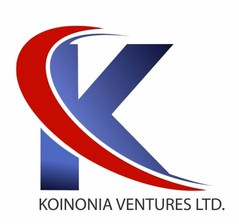 K
KOINONIA VENTURES LTD.